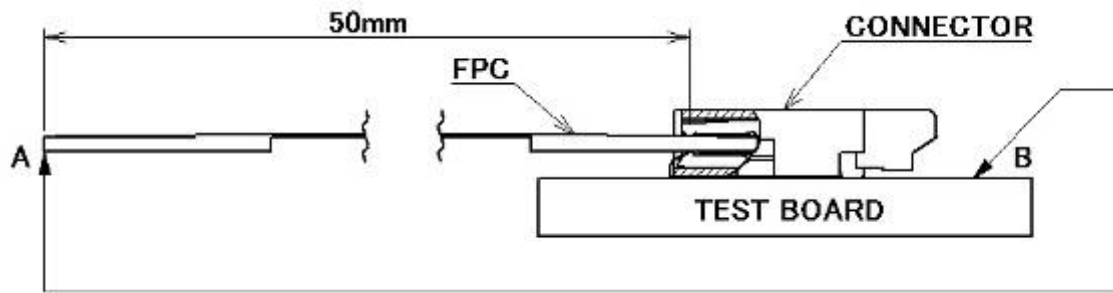 50mm
CONNECTOR
FPC
A
B
TEST BOARD